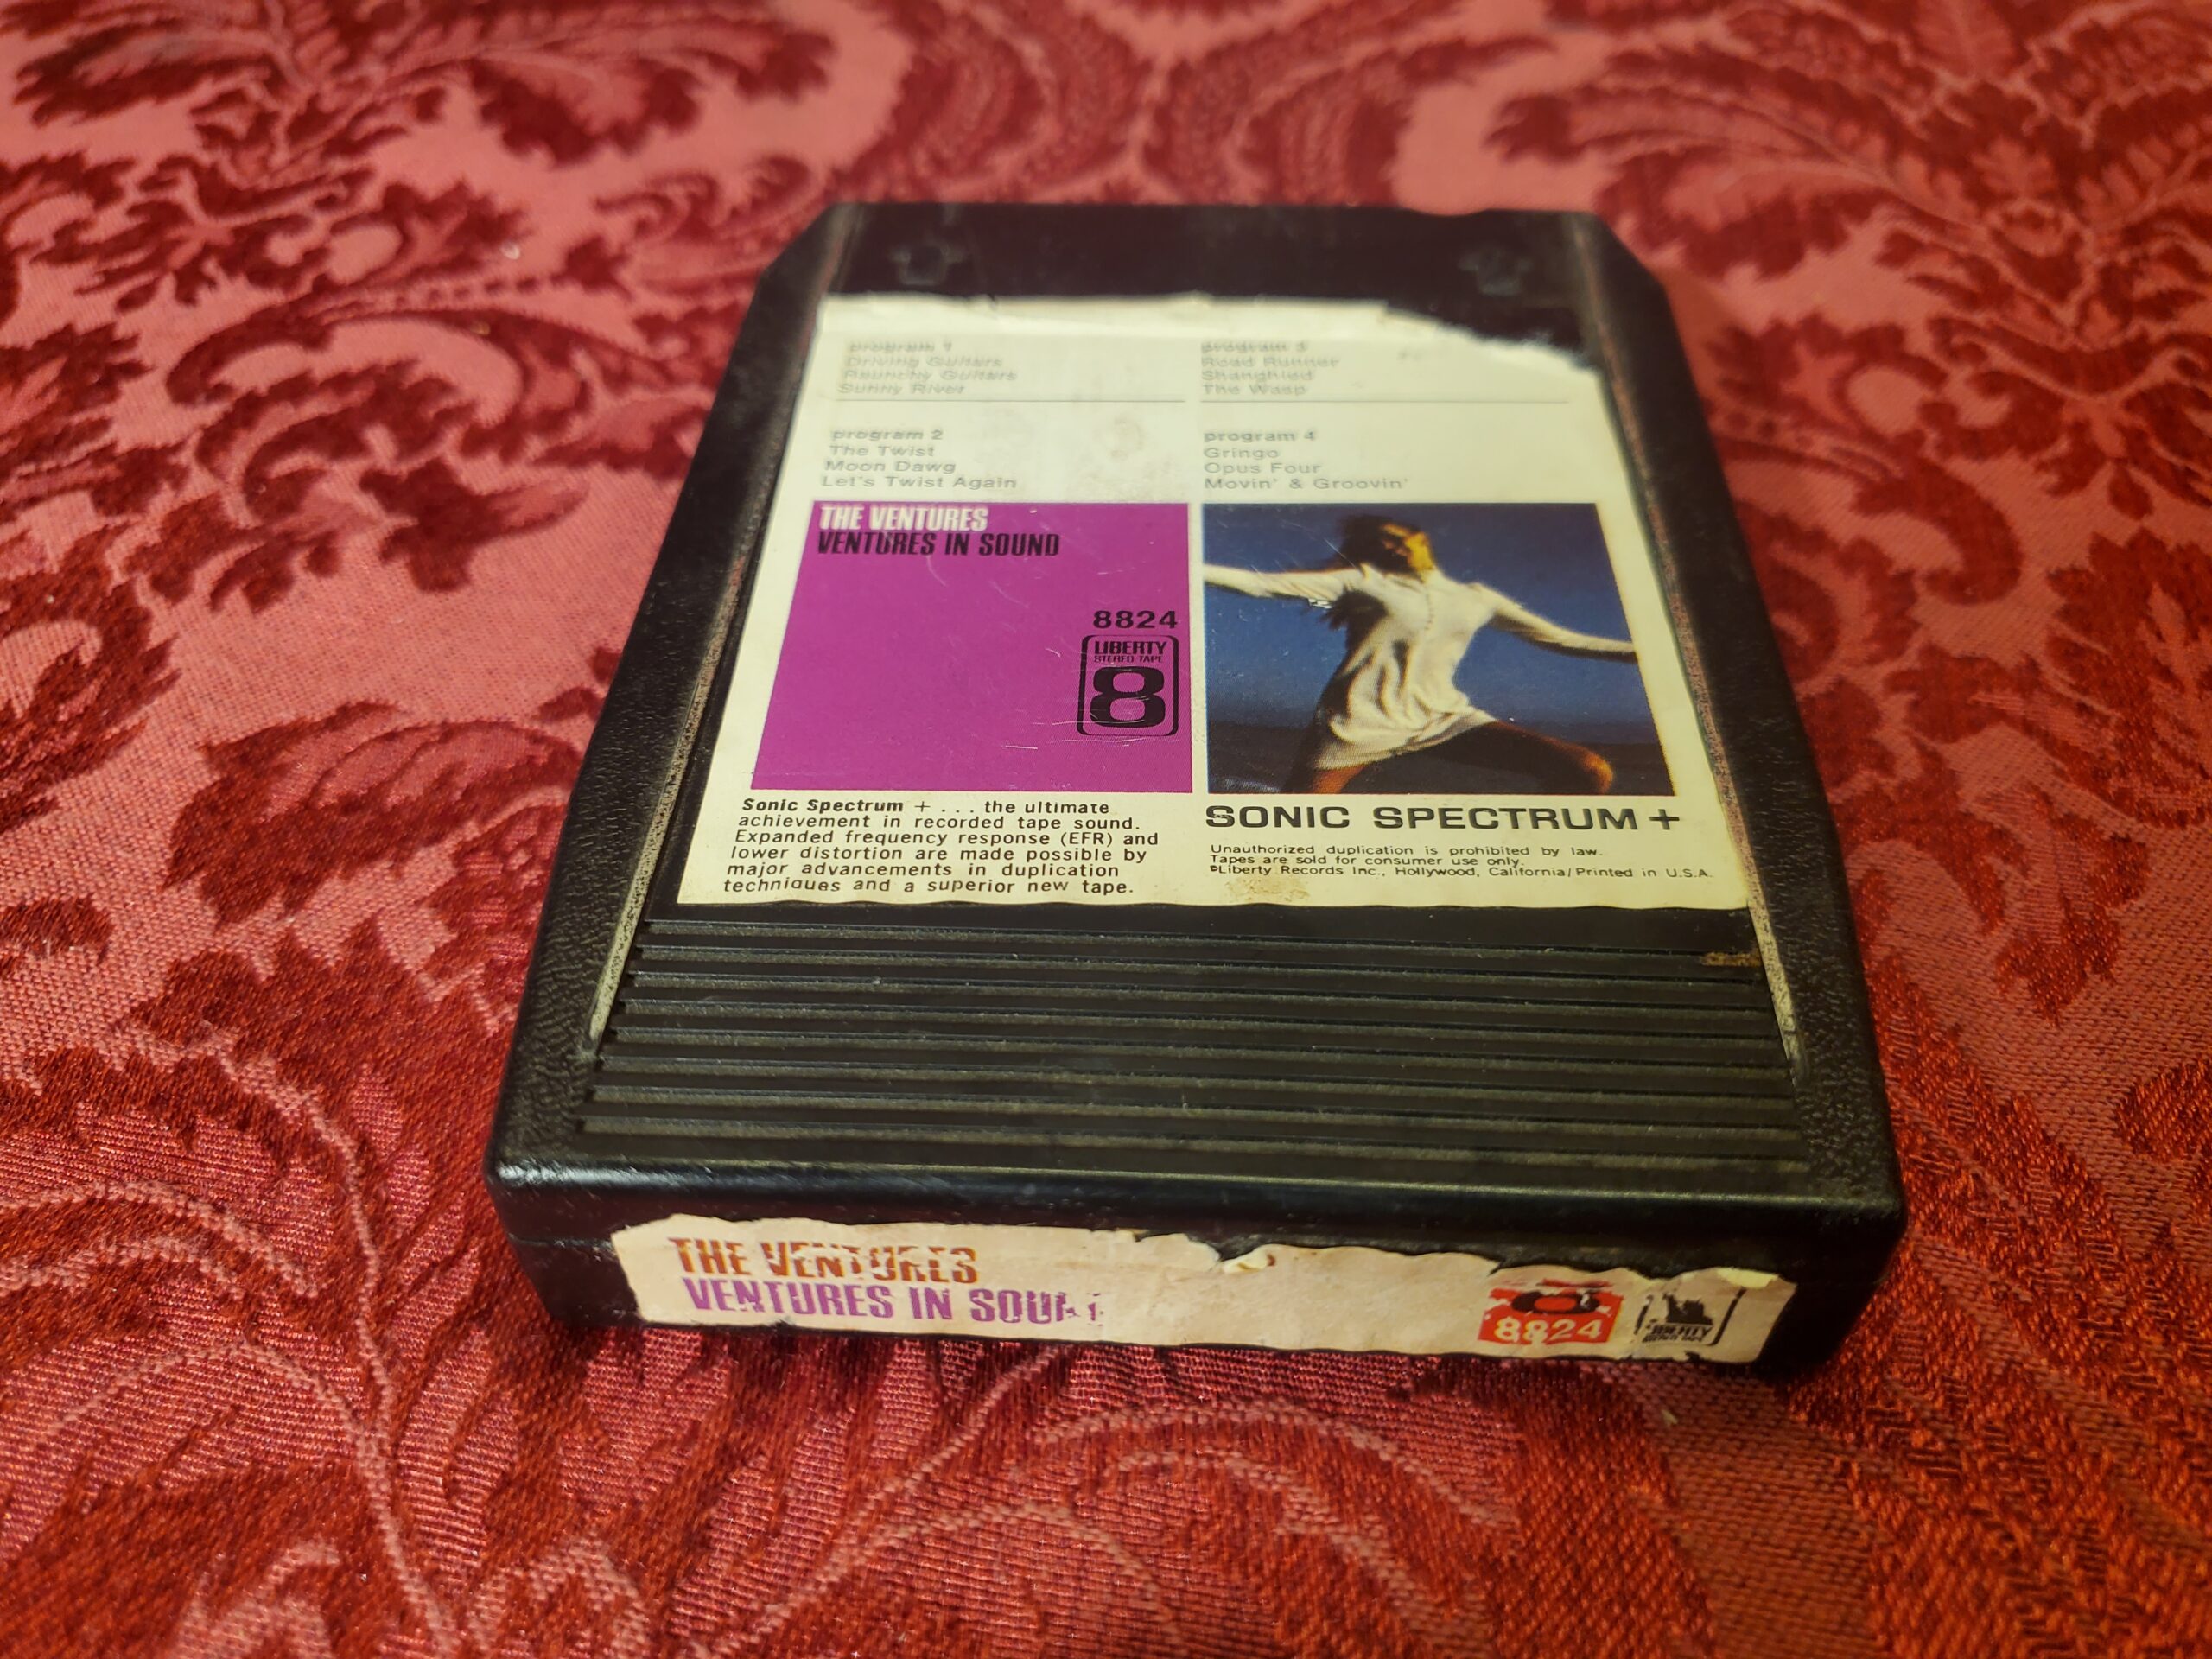 program 1
Driving Guitars
Raunchy Guitars
Sunny River
program 3
Road Runner
Shanghied
The Wasp
program 2
The Twist
Moon Dawg
Let's Twist Again
program 4
Gringo
Opus Four
Movin' & Groovin'
THE VENTURES
VENTURES IN SOUND
8824
LIBERTY
STEREO TAPE
8
Sonic Spectrum + . . . the ultimate
achievement in recorded tape sound.
Expanded frequency response (EFR) and
lower distortion are made possible by
major advancements in duplication
techniques and a superior new tape.
SONIC SPECTRUM +
Unauthorized duplication is prohibited by law.
Tapes are sold for consumer use only.
℗Liberty Records Inc., Hollywood, California/Printed in U.S.A.
THE VENTURES
VENTURES IN SOUN
8
8824
LIBERTY